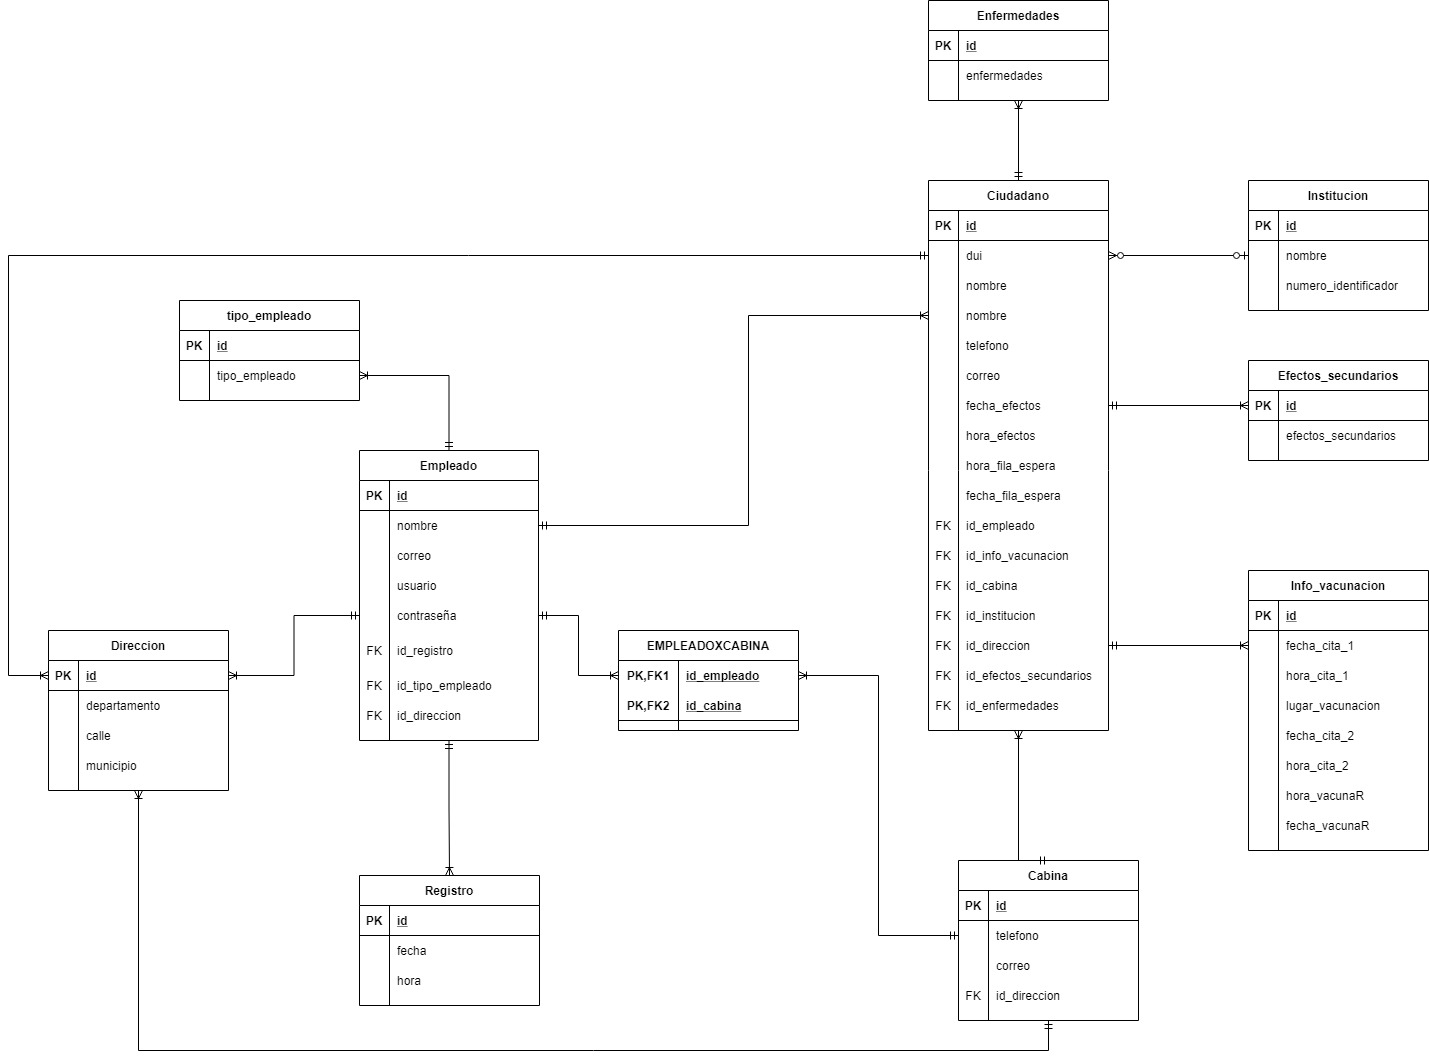 Enfermedades
PK id
enfermedades
Ciudadano
PK id
dui
nombre
nombre
telefono
correo
fecha_efectos
hora_efectos
hora_fila_espera
fecha_fila_espera
FK id_empleado
FK id_info_vacunacion
FK id_cabina
FK id_institucion
FK id_direccion
FK id_efectos_secundarios
FK id_enfermedades
Institucion
PK id
nombre
numero_identificador
tipo_empleado
PK id
tipo_empleado
Efectos_secundarios
PK id
efectos_secundarios
Empleado
PK id
nombre
correo
usuario
contraseña
FK id_registro
FK id_tipo_empleado
FK id_direccion
Info_vacunacion
PK id
fecha_cita_1
hora_cita_1
lugar_vacunacion
fecha_cita_2
hora_cita_2
hora_vacunaR
fecha_vacunaR
Direccion
PK id
departamento
calle
municipio
EMPLEADOXCABINA
PK,FK1 id_empleado
PK,FK2 id_cabina
Registro
PK id
fecha
hora
Cabina
PK id
telefono
correo
FK id_direccion